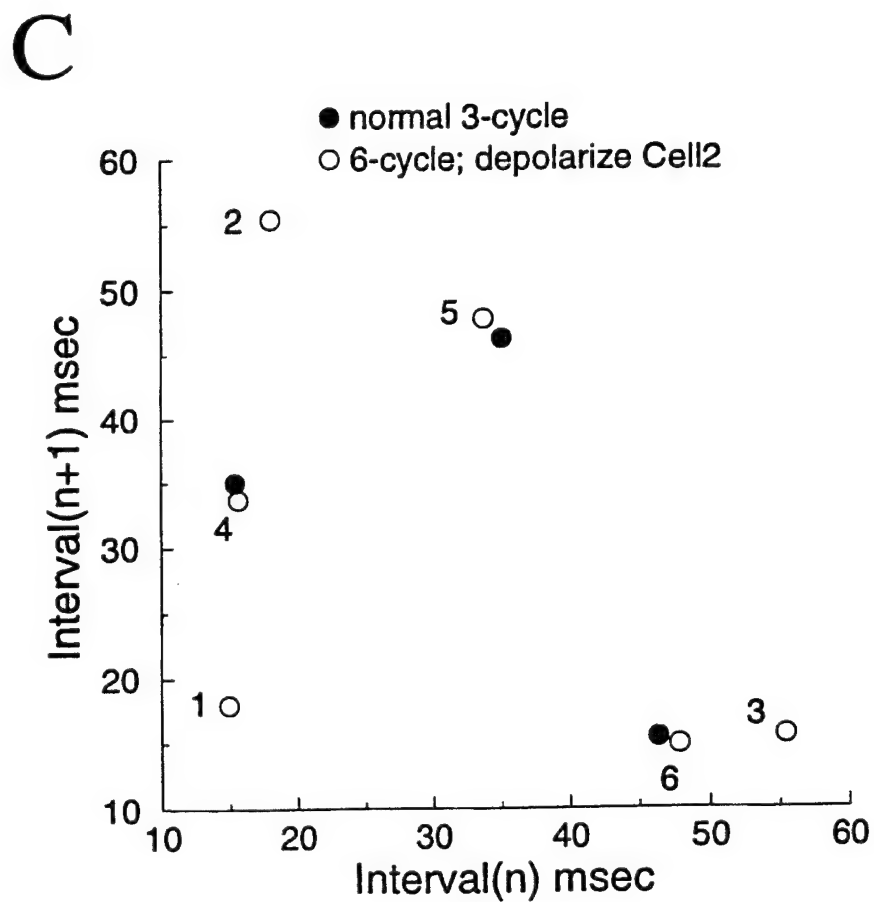 C
normal 3-cycle
6-cycle; depolarize Cell2
60
50
40
30
20
10
Interval(n+1) msec
2
5
4
1
3
6
10 20 30 40 50 60
Interval(n) msec